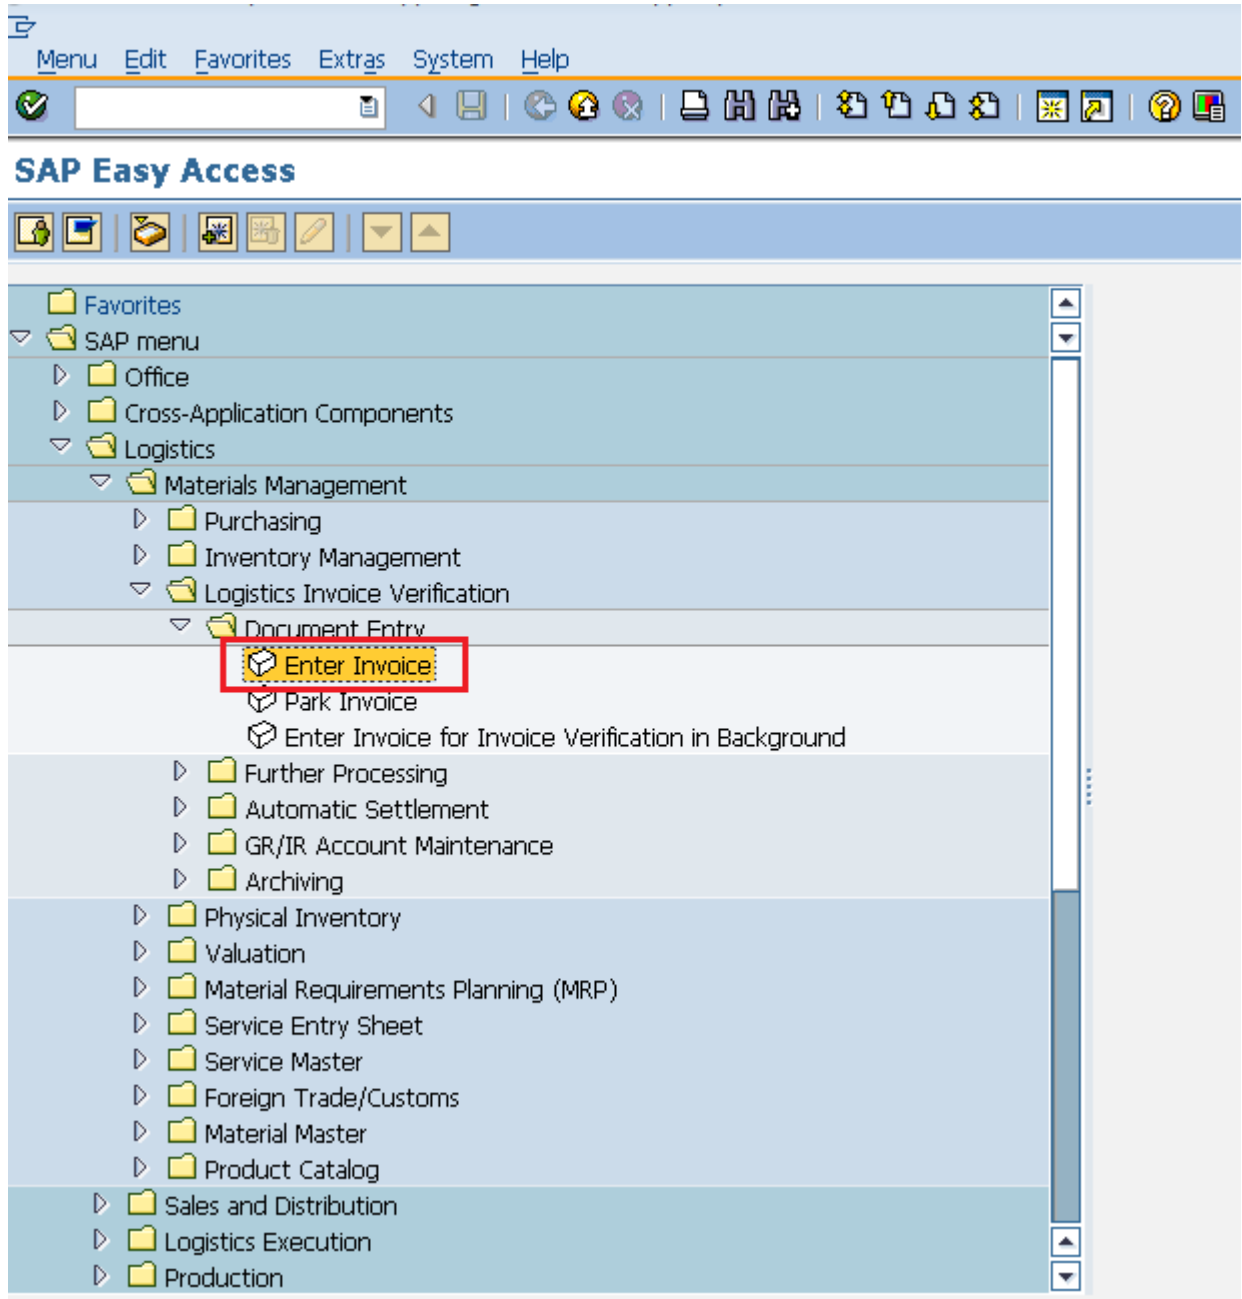 Menu Edit Favorites Extras System Help
SAP Easy Access
Favorites
SAP menu
Office
Cross-Application Components
Logistics
Materials Management
Purchasing
Inventory Management
Logistics Invoice Verification
Document Entry
Enter Invoice
Park Invoice
Enter Invoice for Invoice Verification in Background
Further Processing
Automatic Settlement
GR/IR Account Maintenance
Archiving
Physical Inventory
Valuation
Material Requirements Planning (MRP)
Service Entry Sheet
Service Master
Foreign Trade/Customs
Material Master
Product Catalog
Sales and Distribution
Logistics Execution
Production